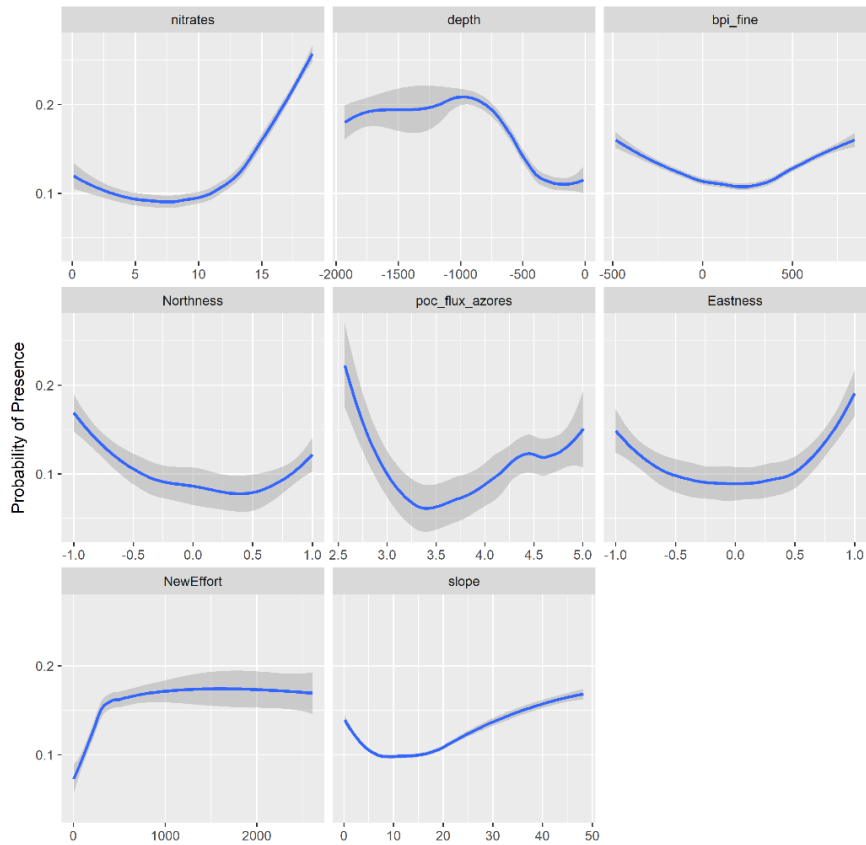 nitrates depth bpi_fine
0.2
0.1
0 5 10 15 -2000 -1500 -1000 -500 0 -500 0 500
Northness poc_flux_azores Eastness
Probability of Presence
0.2
0.1
-1.0 -0.5 0.0 0.5 1.0 2.5 3.0 3.5 4.0 4.5 5.0 -1.0 -0.5 0.0 0.5 1.0
NewEffort slope
0.2
0.1
0 1000 2000 0 10 20 30 40 50